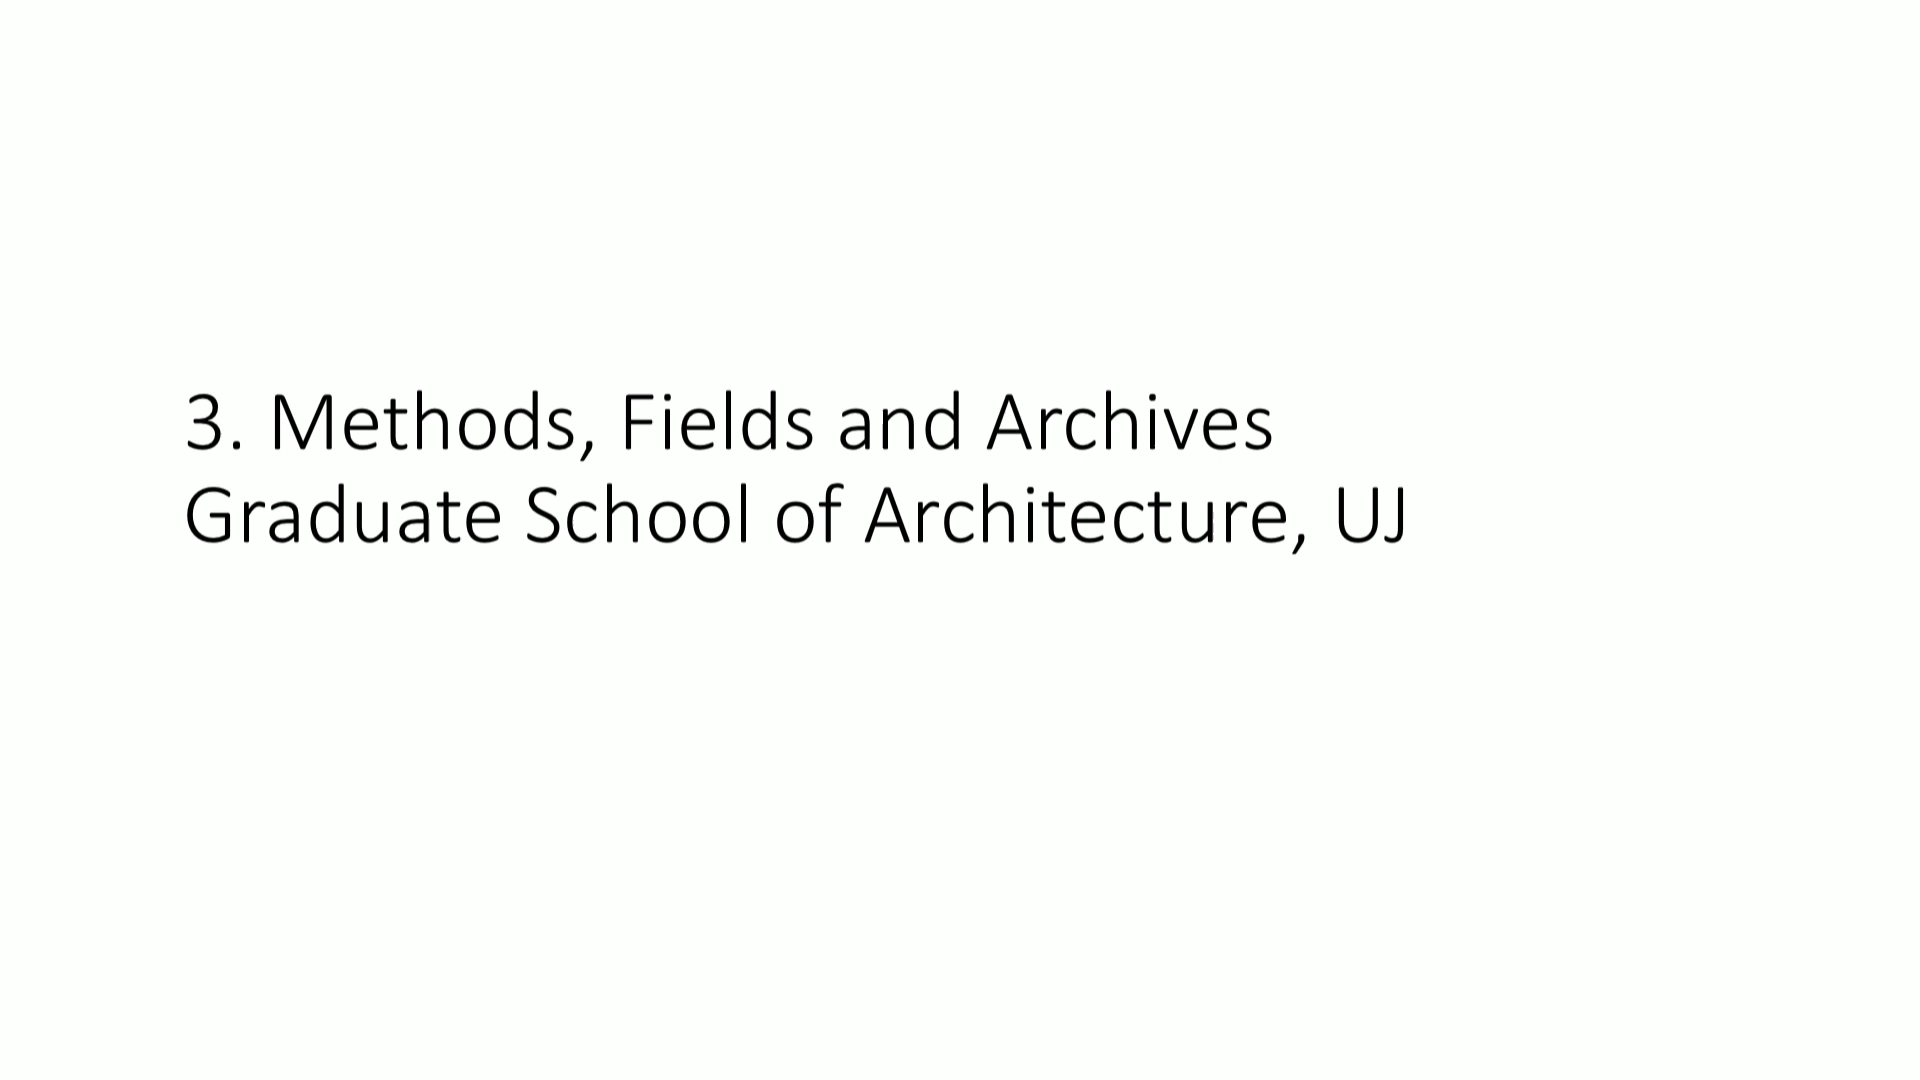 3. Methods, Fields and Archives
Graduate School of Architecture, UJ